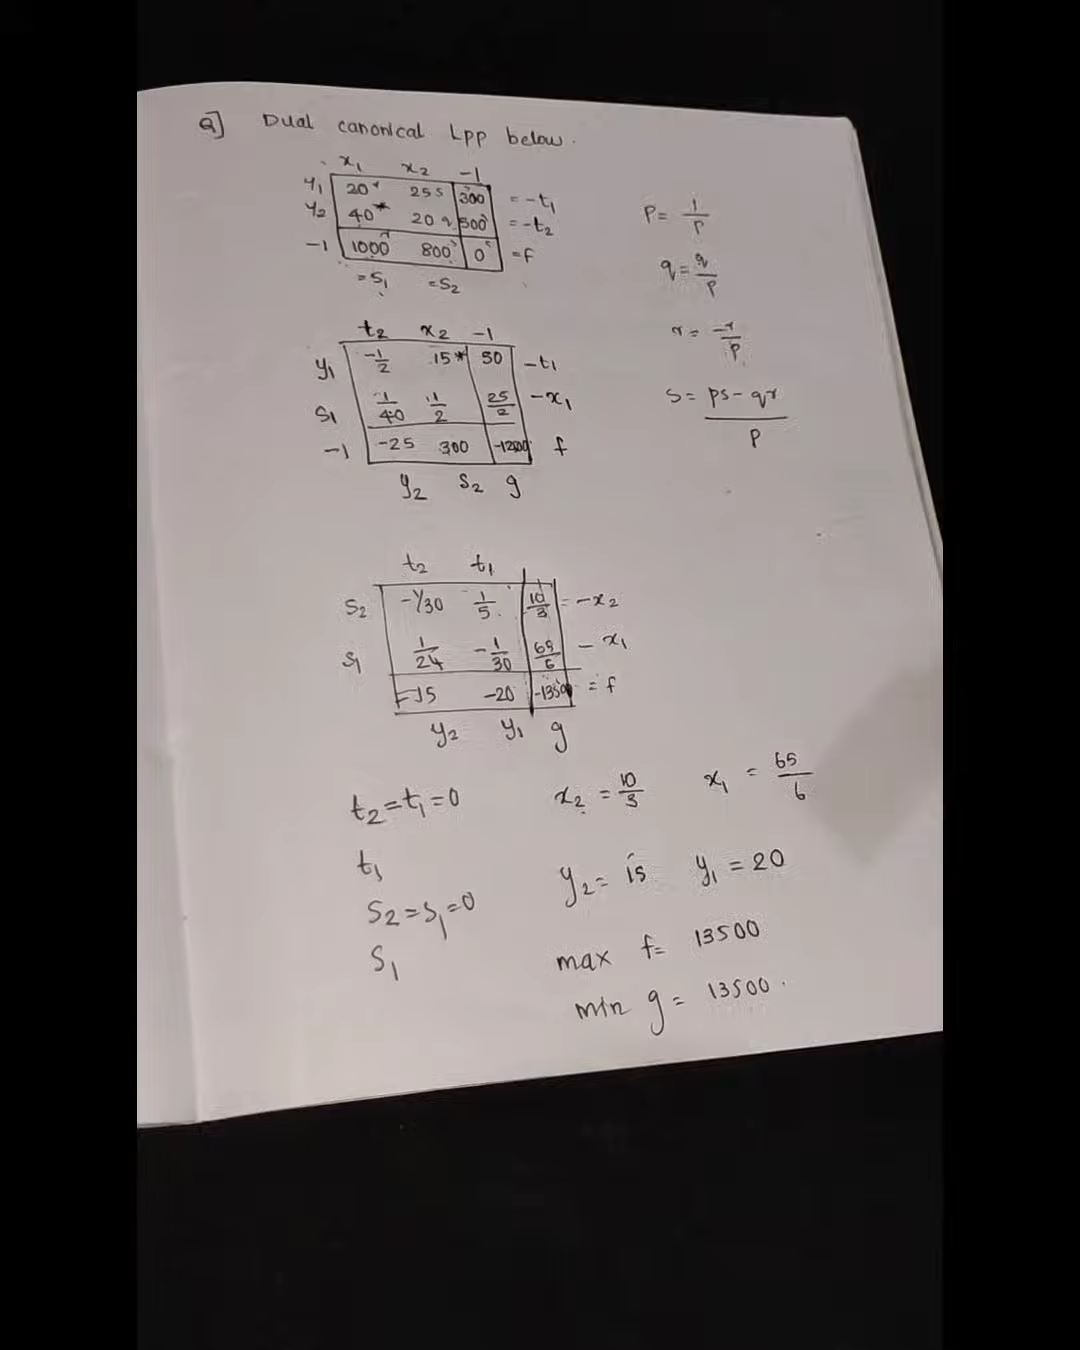 Q] Dual canonical Lpp below.
x₁ x₂ -1
y₁ 20 25 s 300 = -t₁
y₂ 40* 20 q 500 = -t₂
-1 1000 800 0 = f
= S₁ = S₂
P = 1/P
q = q/P
r = -r/P
S = ps - qr / P
t₂ x₂ -1
y₁ -1/2 15* 50 -t₁
S₁ 1/40 1/2 25/2 -x₁
-1 -25 300 -12500 f
y₂ S₂ g
t₂ t₁
S₂ -1/30 1/5 10/3 = -x₂
S₁ 1/24 -1/30 65/6 - x₁
-15 -20 -13500 = f
y₂ y₁ g
t₂ = t₁ = 0 x₂ = 10/3 x₁ = 65/6
t₁
y₂ = 15 y₁ = 20
S₂ = S₁ = 0
S₁
max f = 13500
min g = 13500.